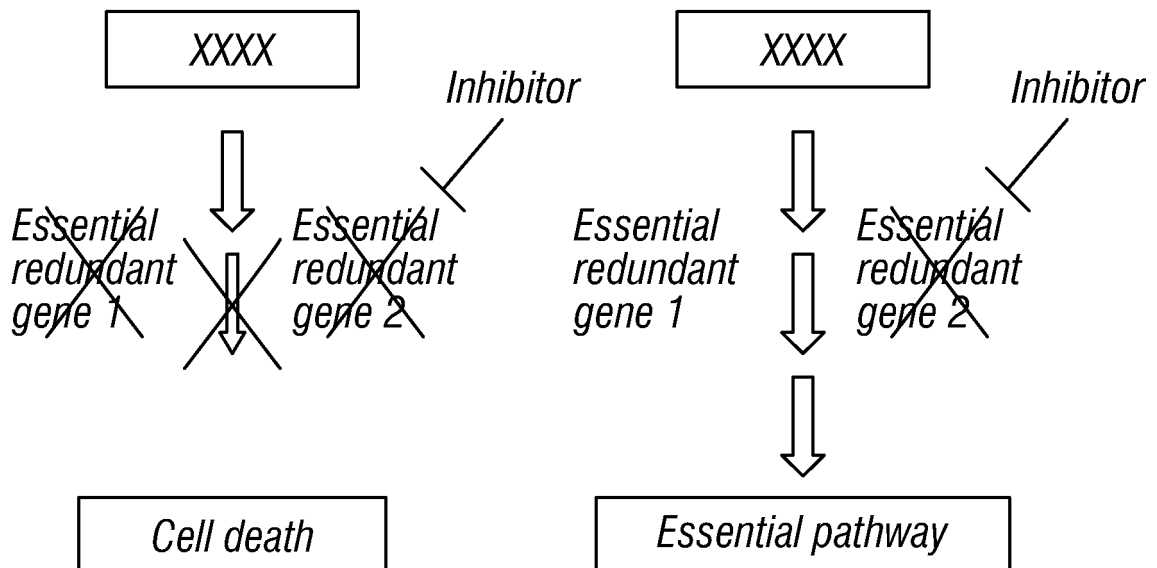 XXXX
Inhibitor
Essential
redundant
gene 1
Essential
redundant
gene 2
Cell death
XXXX
Inhibitor
Essential
redundant
gene 1
Essential
redundant
gene 2
Essential pathway